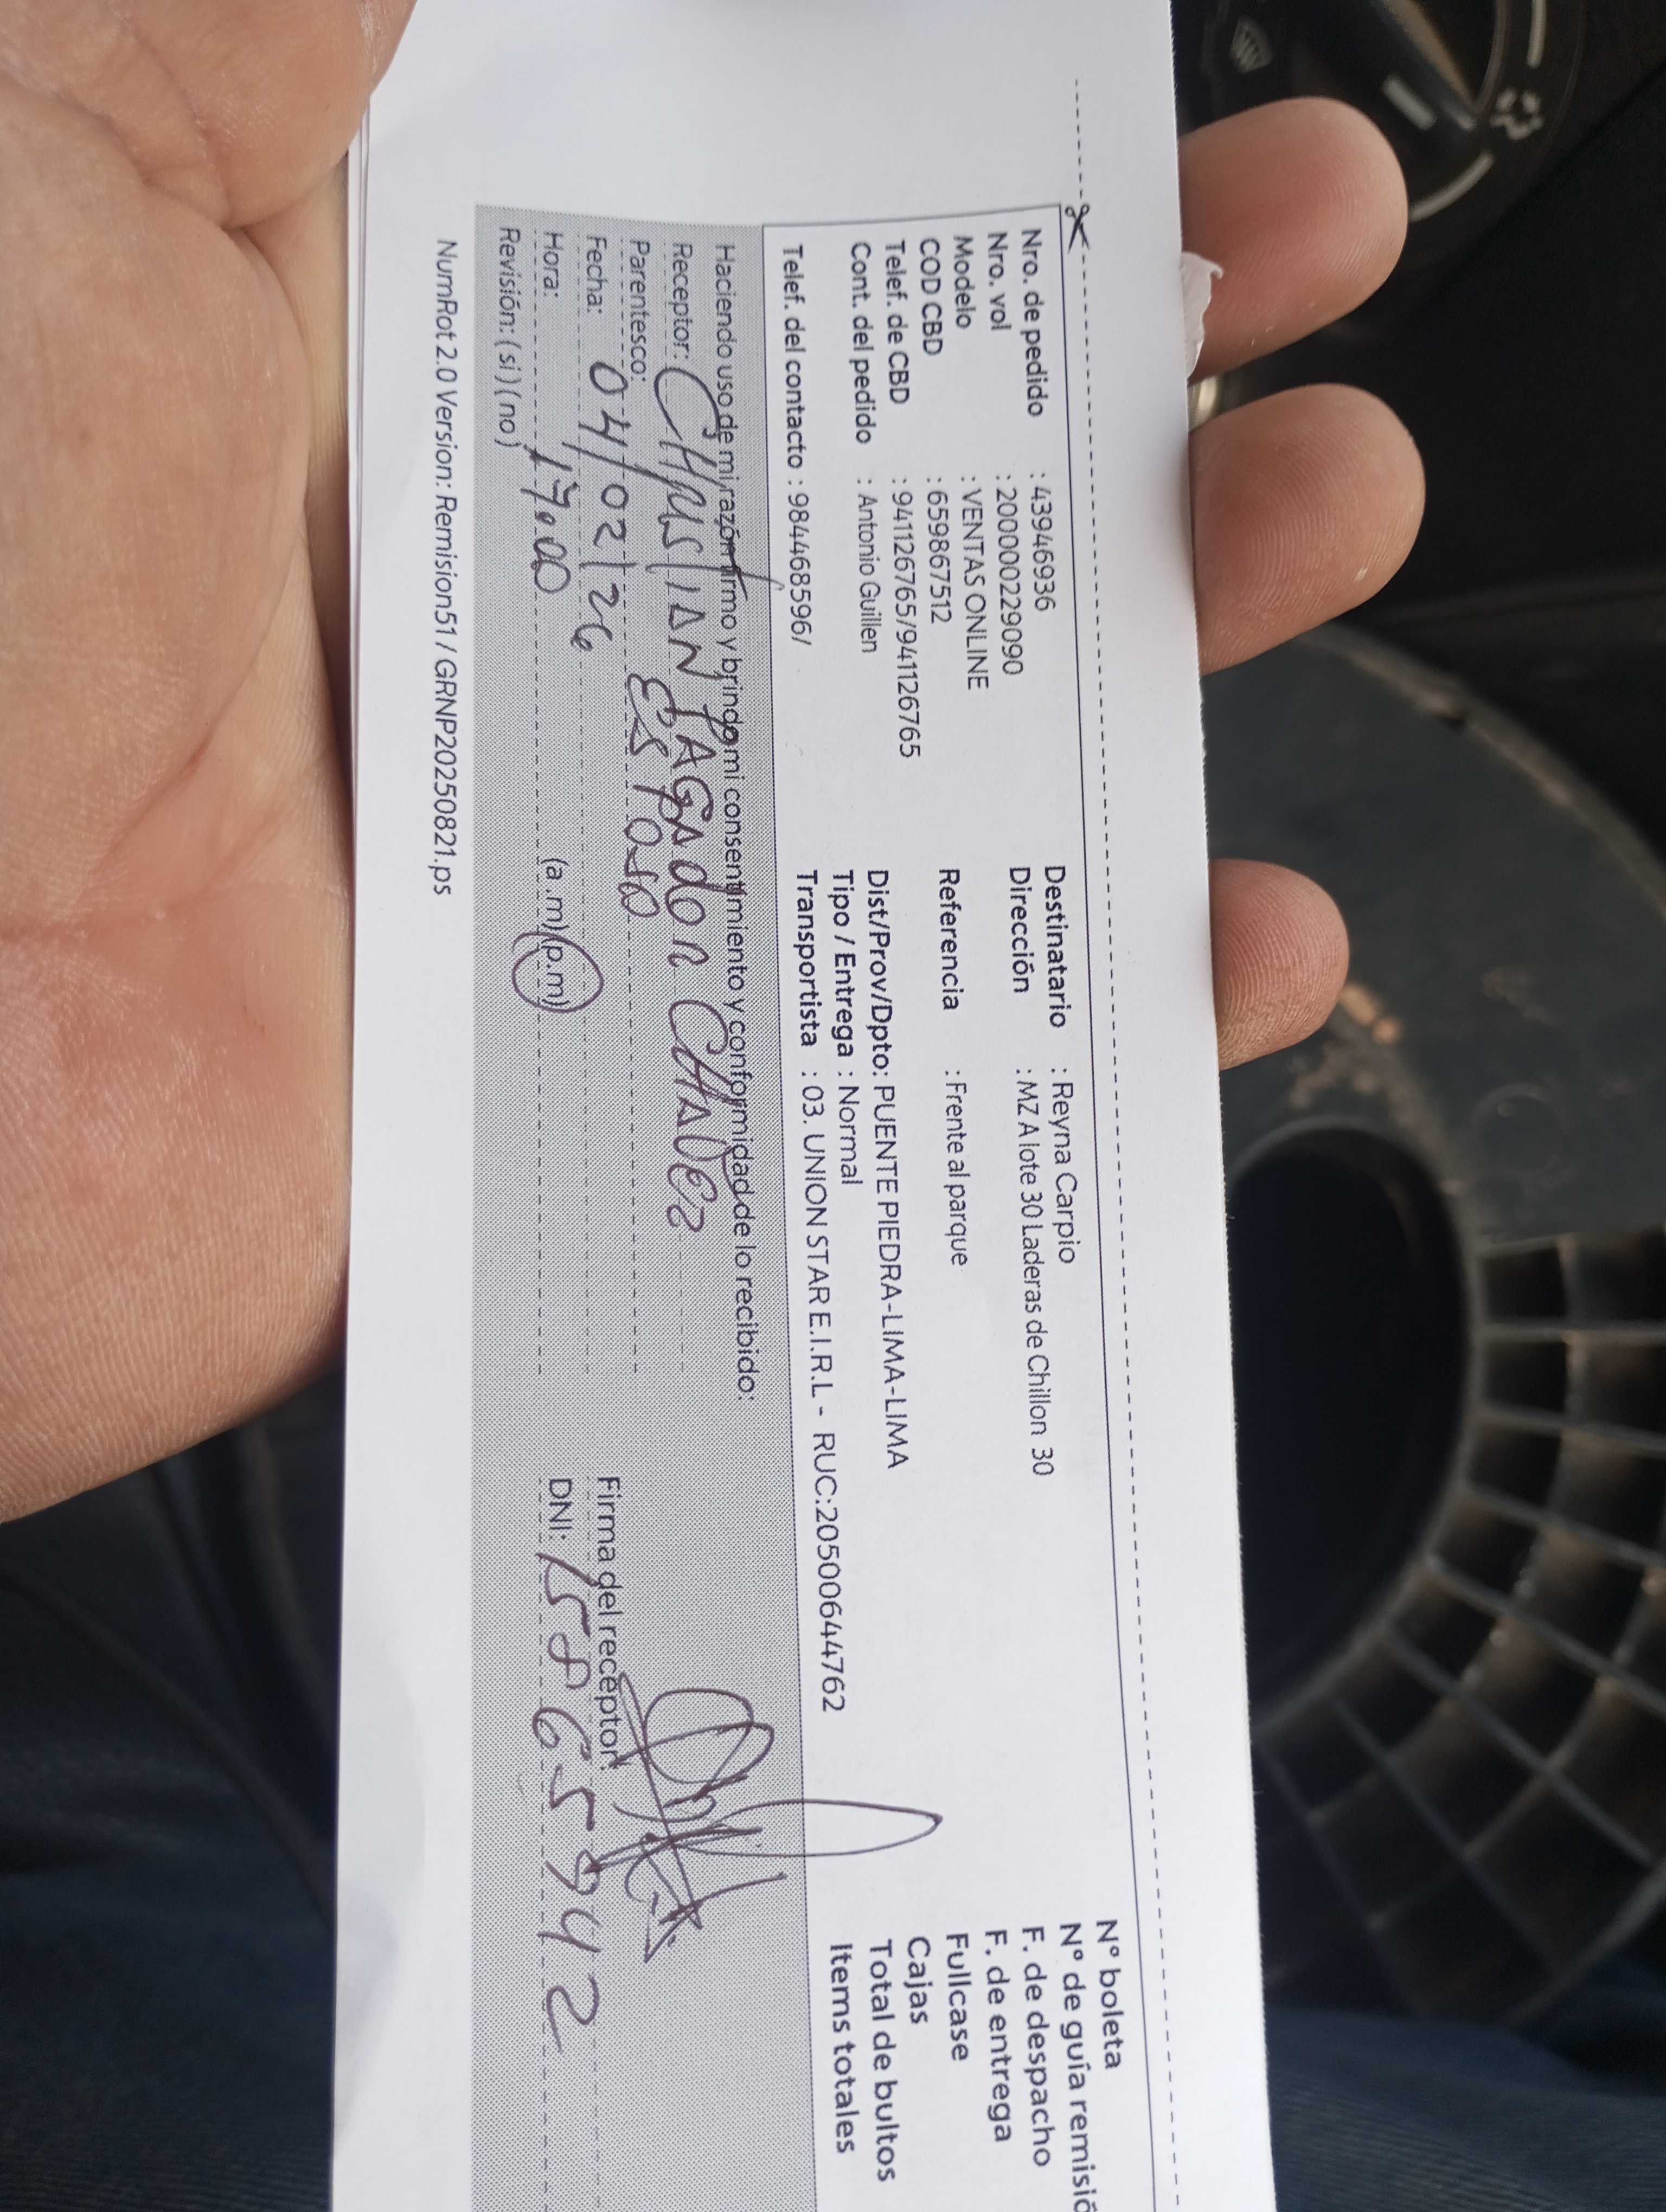 Nro. de pedido : 43946936
Nro. vol : 20000022909​0
Modelo : VENTAS ONLINE
COD CBD : 659867512
Telef. de CBD : 941126765/941126765
Cont. del pedido : Antonio Guillen
Telef. del contacto : 984468596/
Destinatario : Reyna Carpio
Dirección : MZ A lote 30 Laderas de Chillon 30
Referencia : Frente al parque
Dist/Prov/Dpto: PUENTE PIEDRA-LIMA-LIMA
Tipo / Entrega : Normal
Transportista : 03. UNION STAR E.I.R.L - RUC:20500644762
N° boleta
N° de guía remisió
F. de despacho
F. de entrega
Fullcase
Cajas
Total de bultos
Items totales
Haciendo uso de mi razón firmo y brindo mi consentimiento y conformidad de lo recibido:
Receptor: CHRISTIAN PAGADOR CHAVEZ
Parentesco: ESPOSO
Fecha: 04/02/26
Hora: 17:00 (a.m) (p.m)
Revisión: ( si ) ( no )
Firma del receptor:
DNI: 15865942
NumRot 2.0 Version: Remision51 / GRNP20250821.ps